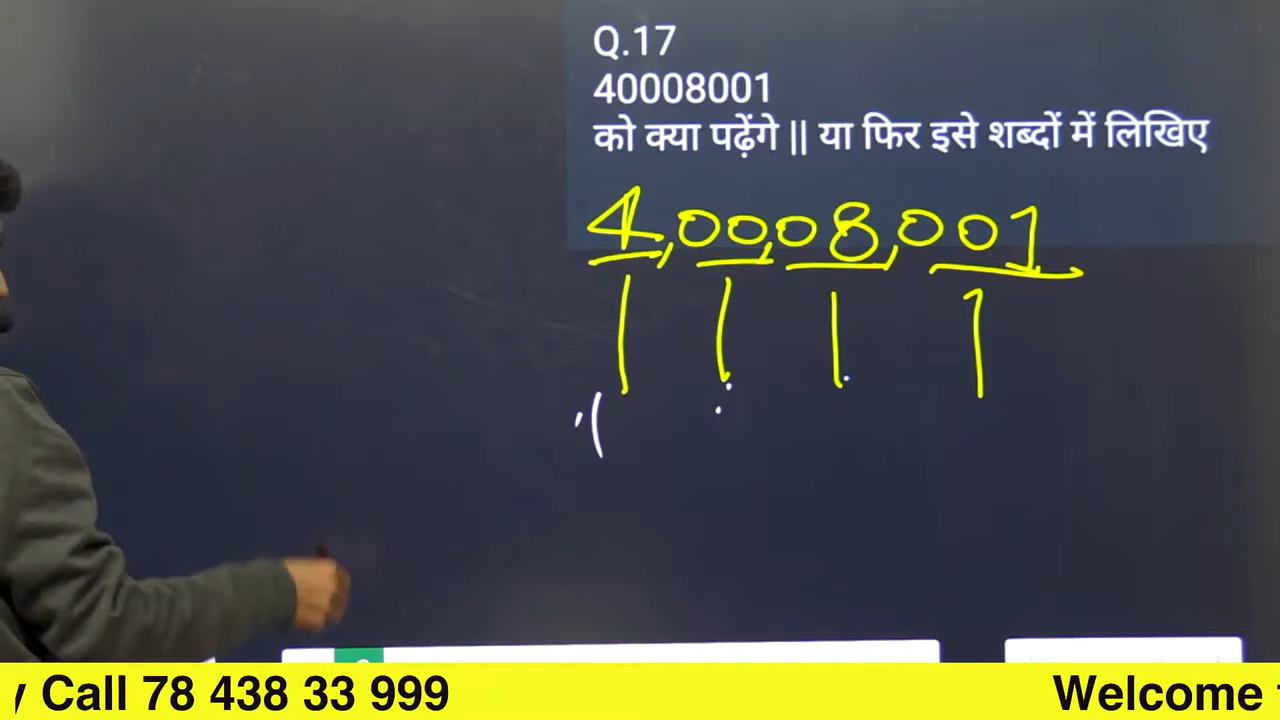 Q.17
40008001
को क्या पढ़ेंगे || या फिर इसे शब्दों में लिखिए
4,00,08,001
y Call 78 438 33 999
Welcome